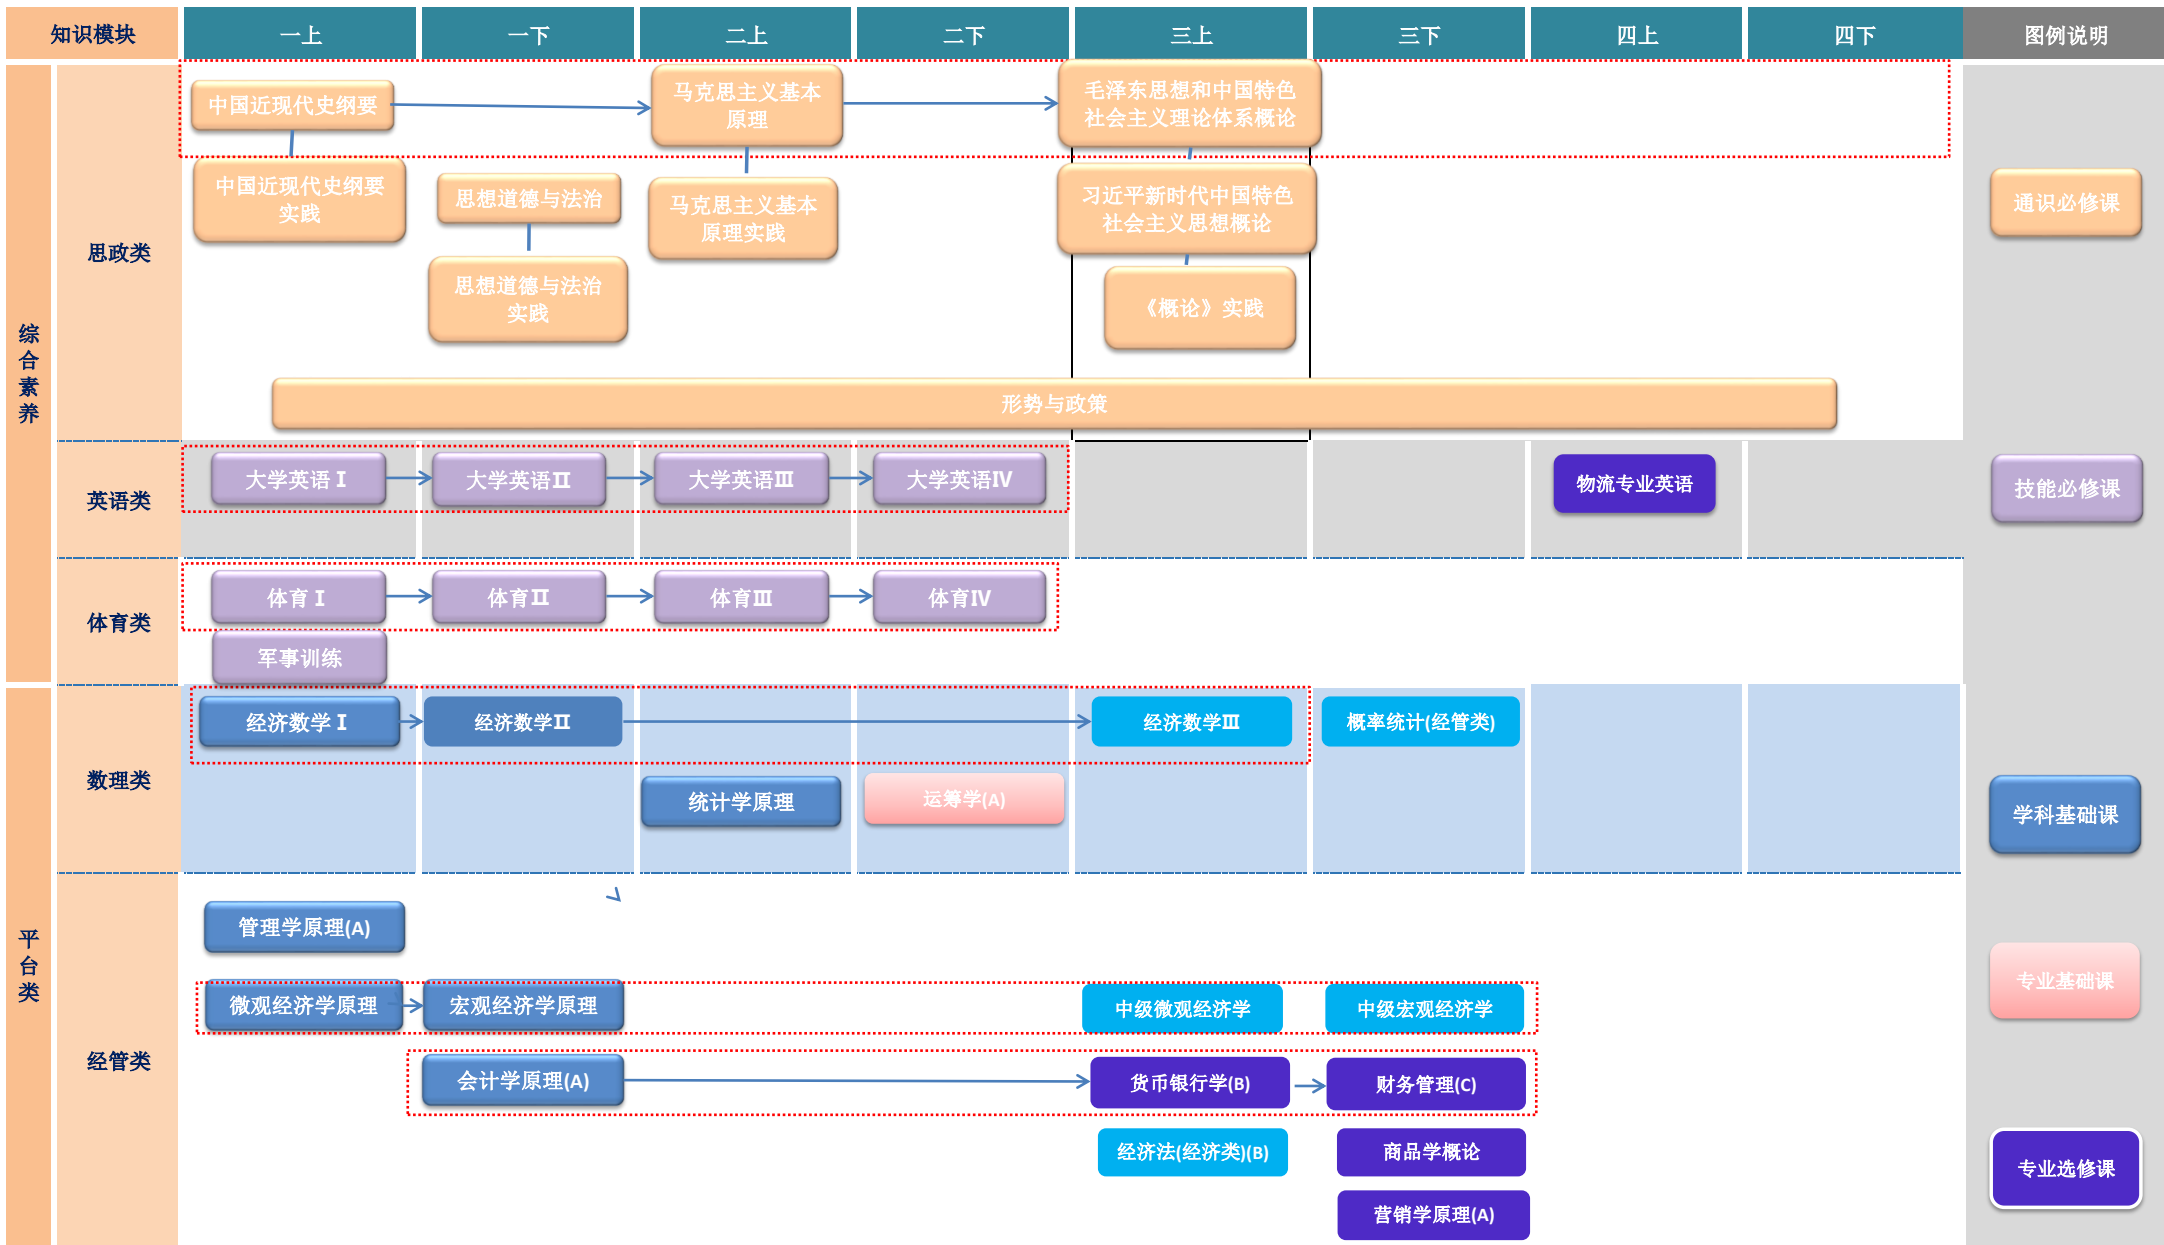 知识模块
一上
一下
二上
二下
三上
三下
四上
四下
图例说明
综
合
素
养
思政类
中国近现代史纲要
马克思主义基本
原理
毛泽东思想和中国特色
社会主义理论体系概论
中国近现代史纲要
实践
思想道德与法治
马克思主义基本
原理实践
习近平新时代中国特色
社会主义思想概论
思想道德与法治
实践
《概论》实践
形势与政策
通识必修课
英语类
大学英语Ⅰ
大学英语Ⅱ
大学英语Ⅲ
大学英语Ⅳ
物流专业英语
技能必修课
体育类
体育Ⅰ
体育Ⅱ
体育Ⅲ
体育Ⅳ
军事训练
平
台
类
数理类
经济数学Ⅰ
经济数学Ⅱ
经济数学Ⅲ
概率统计(经管类)
统计学原理
运筹学(A)
学科基础课
经管类
管理学原理(A)
微观经济学原理
宏观经济学原理
中级微观经济学
中级宏观经济学
专业基础课
会计学原理(A)
货币银行学(B)
财务管理(C)
经济法(经济类)(B)
商品学概论
营销学原理(A)
专业选修课